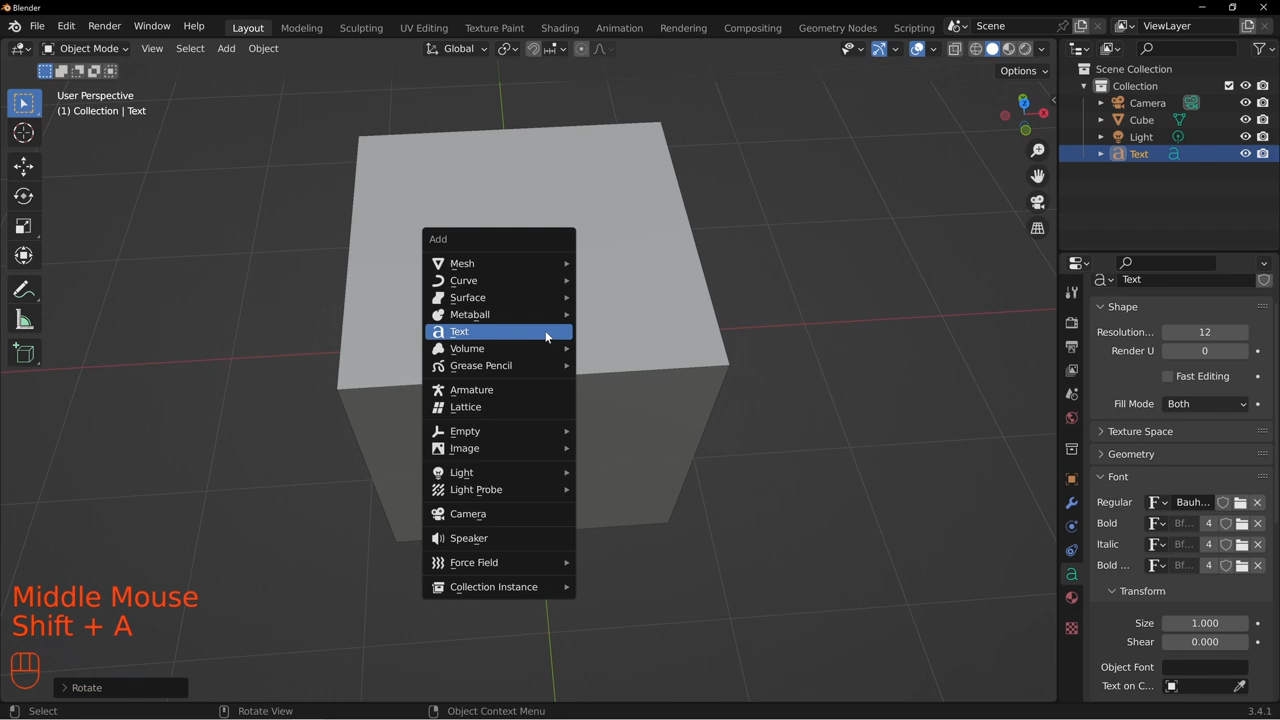 Blender
File Edit Render Window Help Layout Modeling Sculpting UV Editing Texture Paint Shading Animation Rendering Compositing Geometry Nodes Scripting Scene ViewLayer
Object Mode View Select Add Object Global
Options
User Perspective
(1) Collection | Text
Scene Collection
Collection
Camera
Cube
Light
Text
Add
Mesh
Curve
Surface
Metaball
Text
Volume
Grease Pencil
Armature
Lattice
Empty
Image
Light
Light Probe
Camera
Speaker
Force Field
Collection Instance
Text
Shape
Resolution... 12
Render U 0
Fast Editing
Fill Mode Both
Texture Space
Geometry
Font
Regular Bauh...
Bold Bf... 4
Italic Bf... 4
Bold ... Bf... 4
Transform
Size 1.000
Shear 0.000
Object Font
Text on C...
Middle Mouse
Shift + A
Rotate
Select Rotate View Object Context Menu 3.4.1